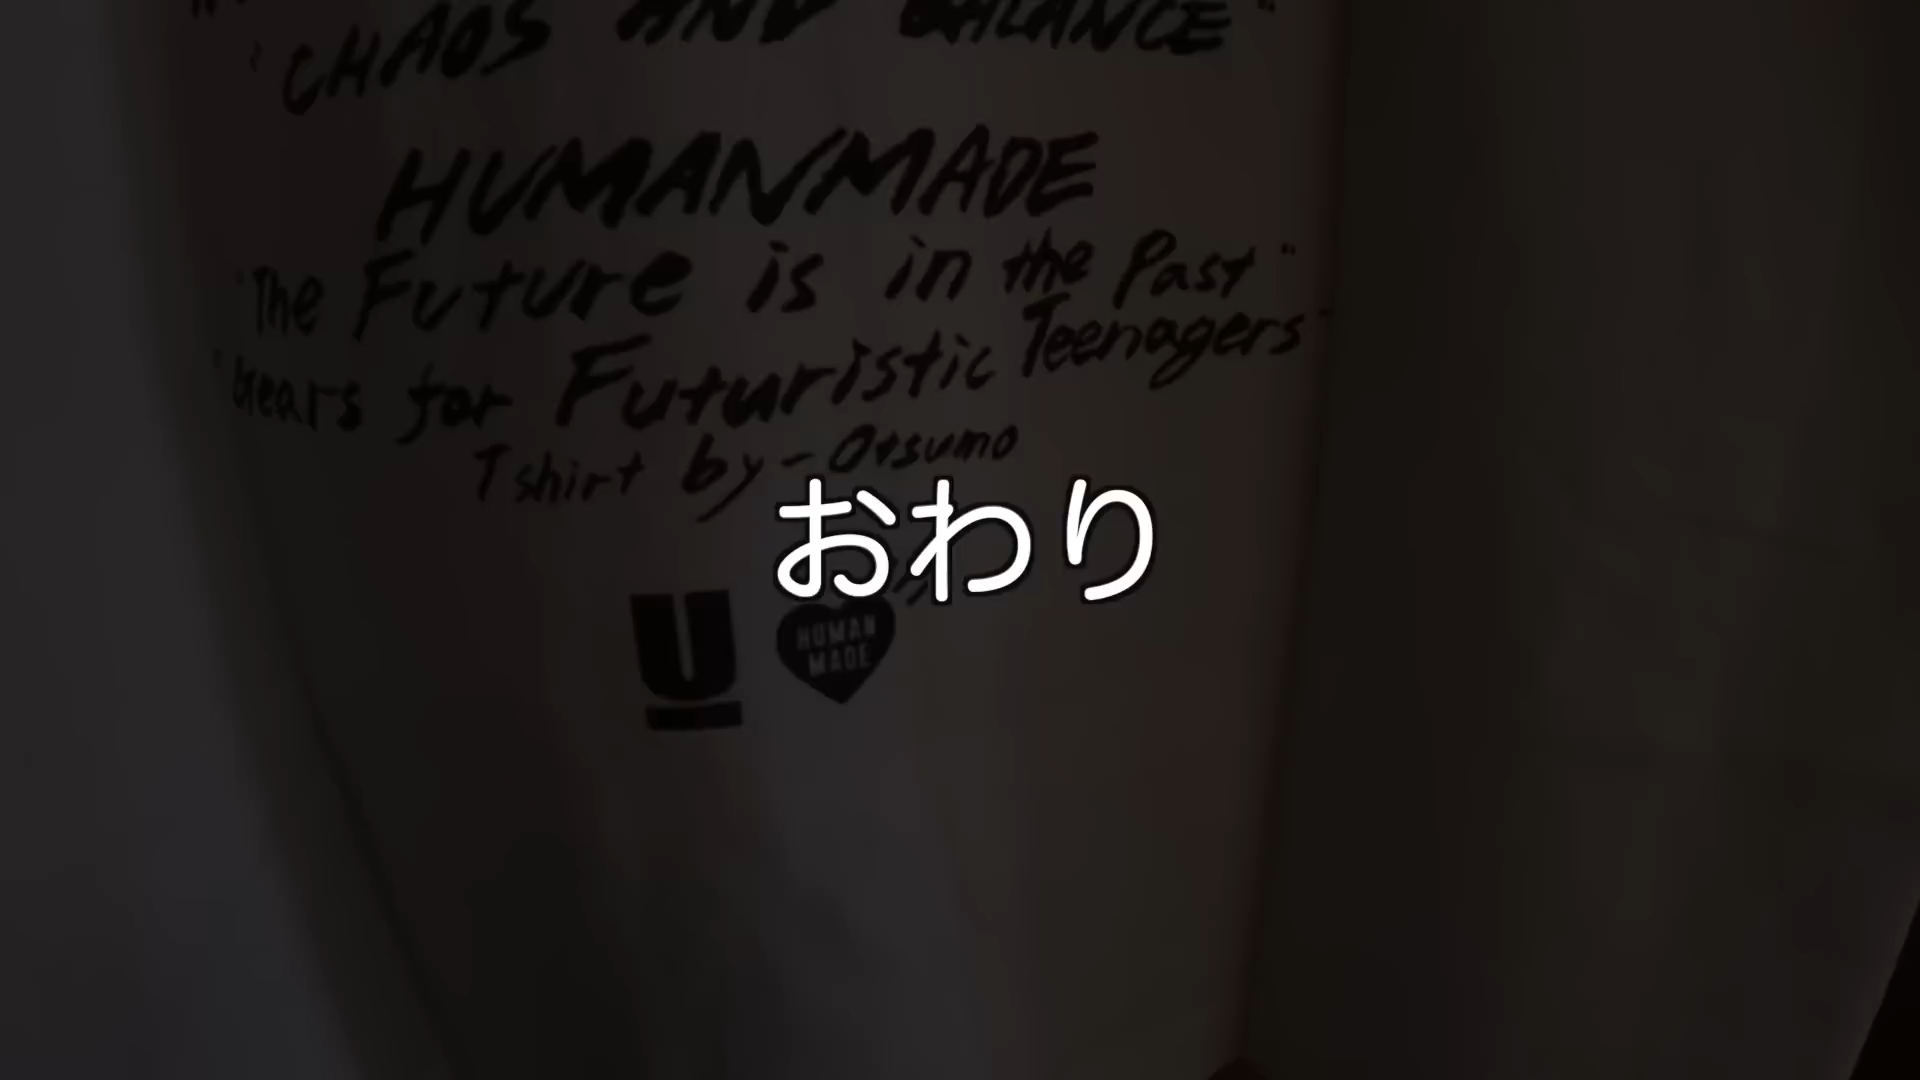 "CHAOS AND BALANCE"
HUMANMADE
"The Future is in the Past"
"Gears for Futuristic Teenagers"
T shirt by - Otsumo
おわり
U
HUMAN
MADE